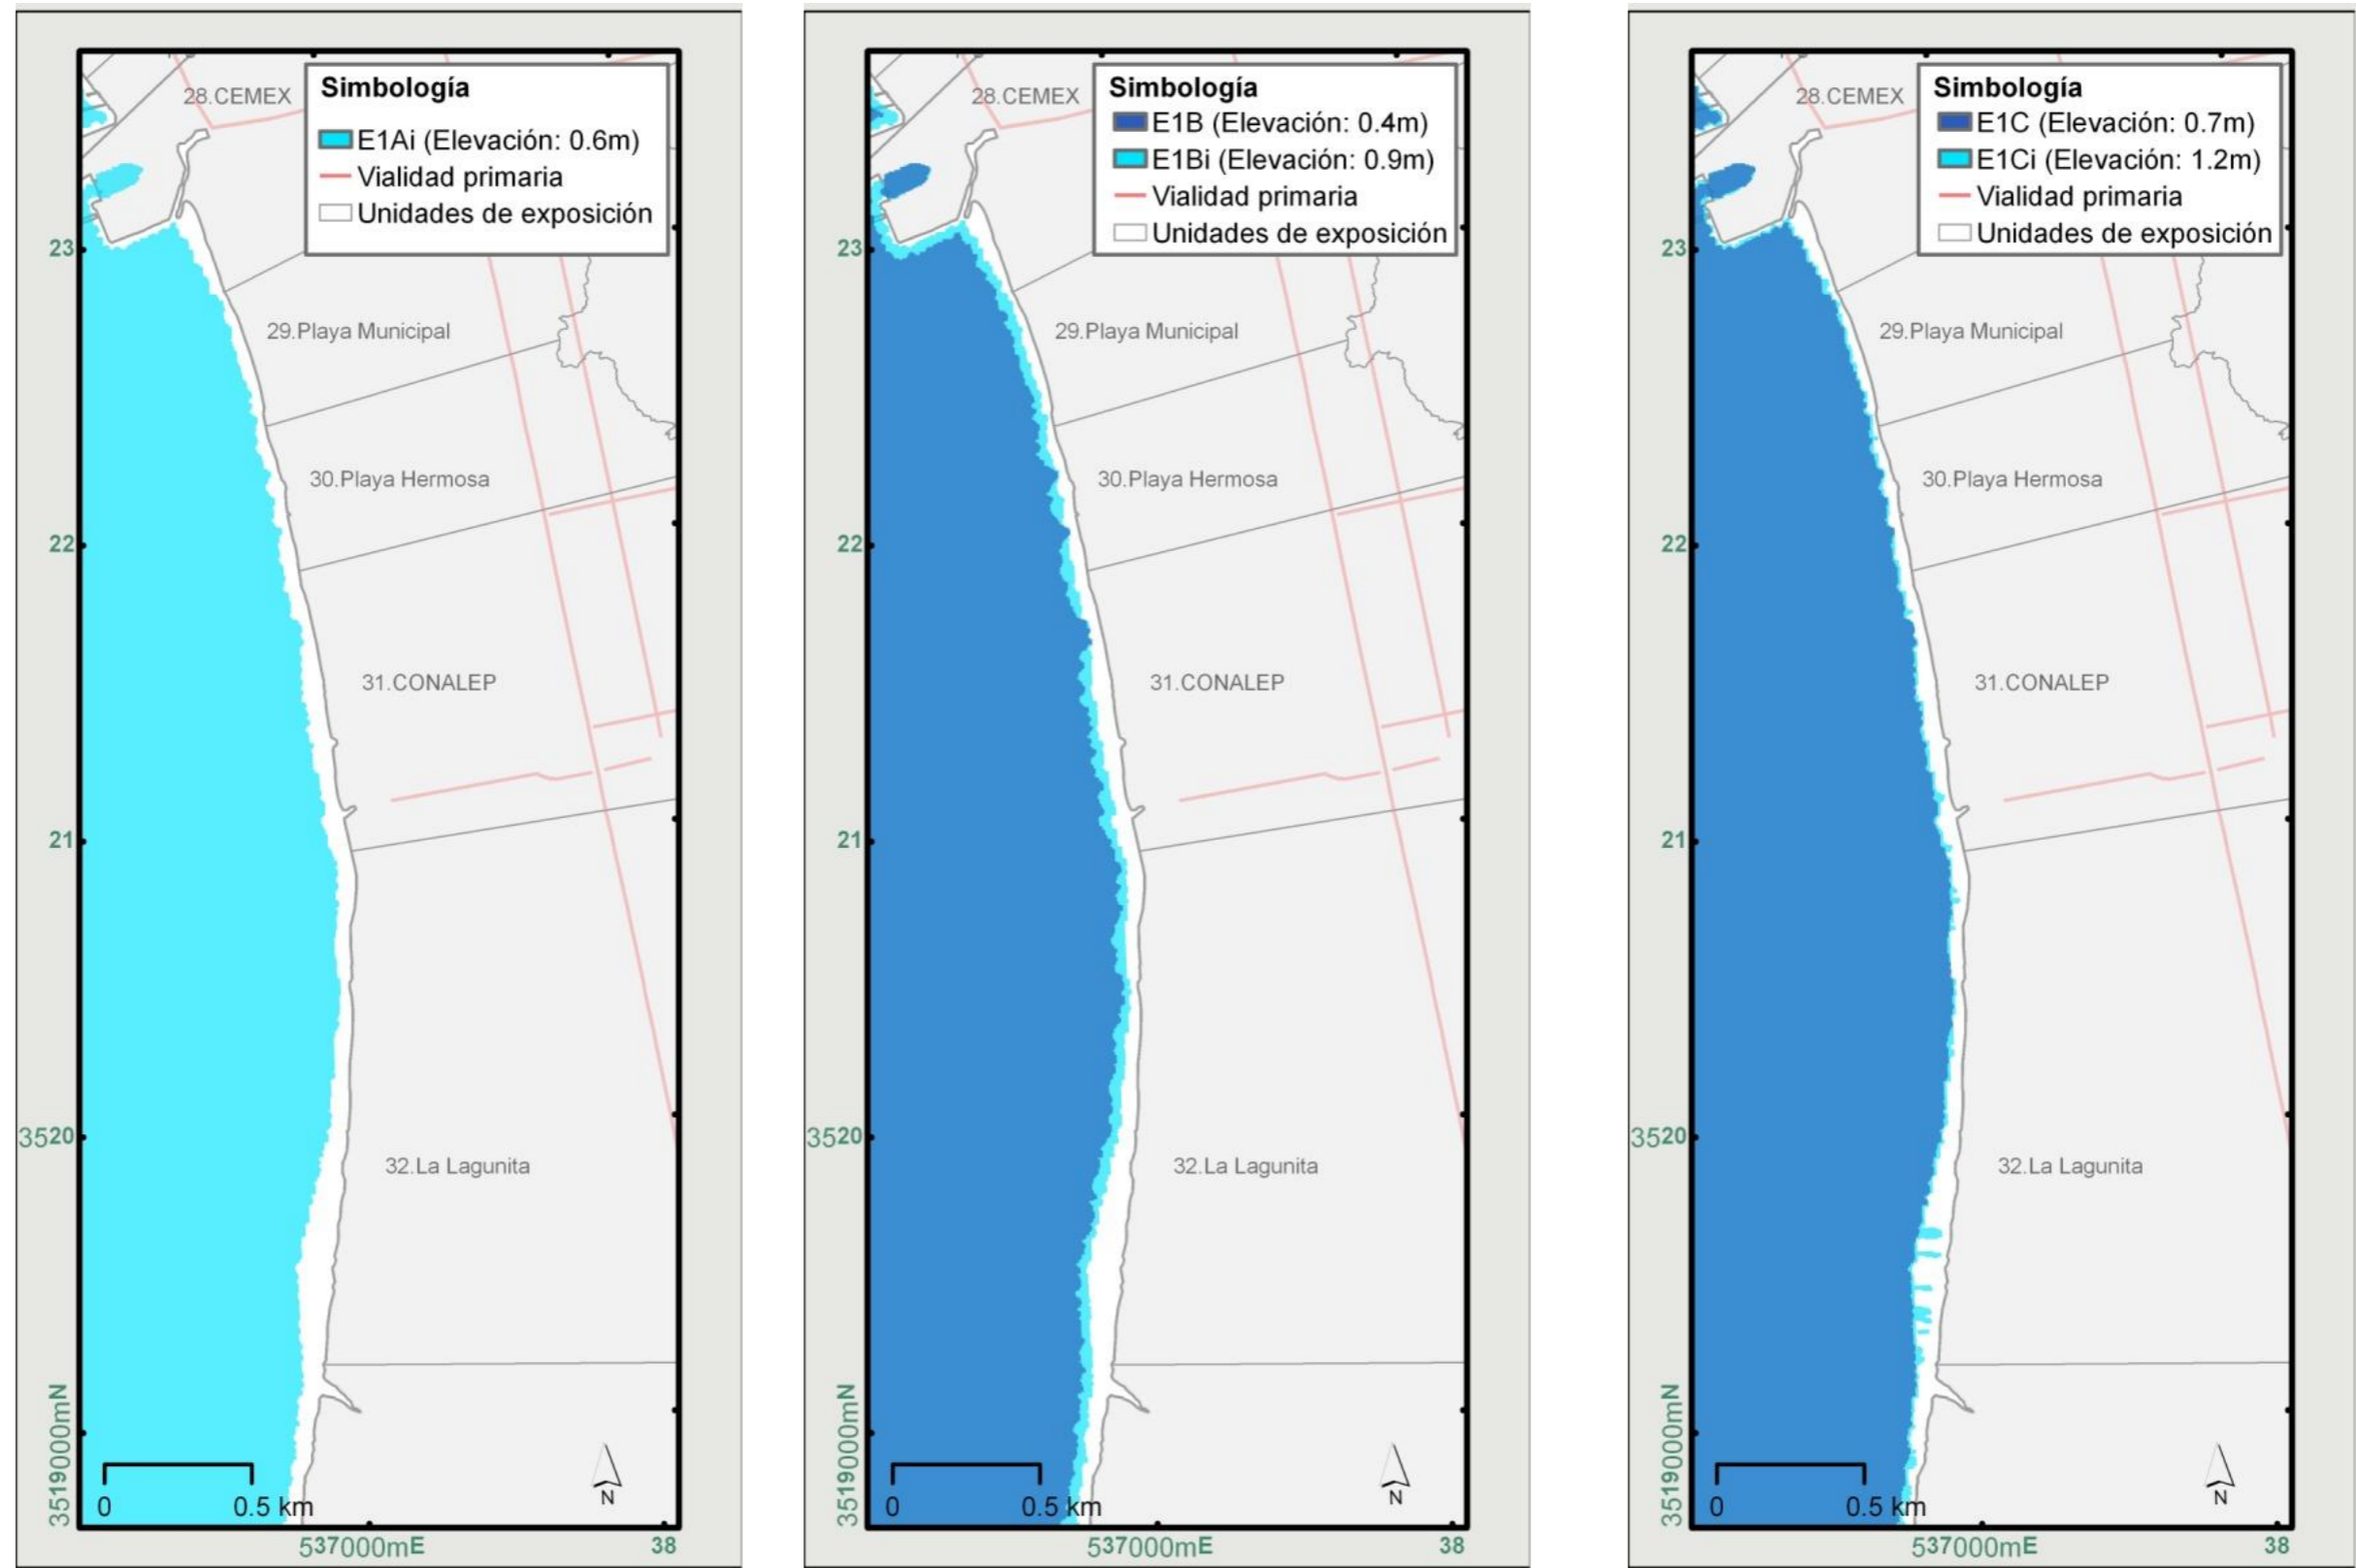 28.CEMEX
Simbología
E1Ai (Elevación: 0.6m)
Vialidad primaria
Unidades de exposición
23
29.Playa Municipal
30.Playa Hermosa
22
31.CONALEP
21
3520
32.La Lagunita
3519000mN
0 0.5 km
N
537000mE
38
28.CEMEX
Simbología
E1B (Elevación: 0.4m)
E1Bi (Elevación: 0.9m)
Vialidad primaria
Unidades de exposición
23
29.Playa Municipal
30.Playa Hermosa
22
31.CONALEP
21
3520
32.La Lagunita
3519000mN
0 0.5 km
N
537000mE
38
28.CEMEX
Simbología
E1C (Elevación: 0.7m)
E1Ci (Elevación: 1.2m)
Vialidad primaria
Unidades de exposición
23
29.Playa Municipal
30.Playa Hermosa
22
31.CONALEP
21
3520
32.La Lagunita
3519000mN
0 0.5 km
N
537000mE
38